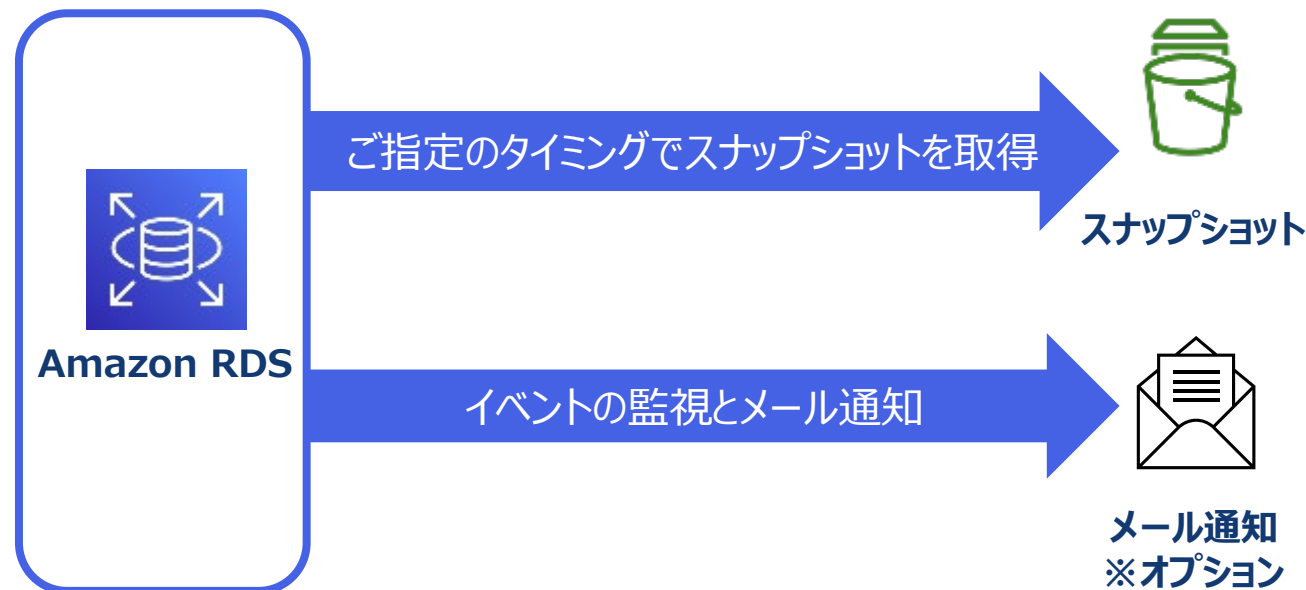 ご指定のタイミングでスナップショットを取得
スナップショット
Amazon RDS
イベントの監視とメール通知
メール通知
※オプション